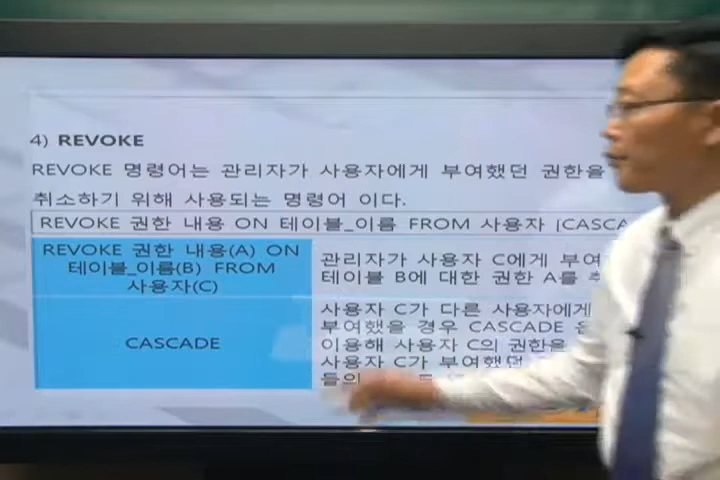 4) REVOKE
REVOKE 명령어는 관리자가 사용자에게 부여했던 권한을
취소하기 위해 사용되는 명령어 이다.
REVOKE 권한 내용 ON 테이블_이름 FROM 사용자 [CASCA
REVOKE 권한 내용(A) ON
테이블_이름(B) FROM
사용자(C)
관리자가 사용자 C에게 부여
테이블 B에 대한 권한 A를
CASCADE
사용자 C가 다른 사용자에게
부여했을 경우 CASCADE
이용해 사용자 C의 권한을
사용자 C가 부여했던
들의